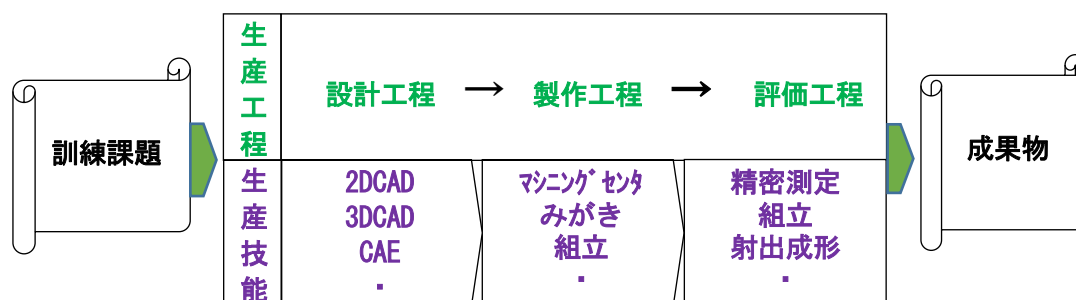 訓練課題
生産工程
設計工程 → 製作工程 → 評価工程
生産技能
2DCAD
3DCAD
CAE
・
ﾏｼﾆﾝｸﾞｾﾝﾀ
みがき
組立
・
精密測定
組立
射出成形
・
成果物